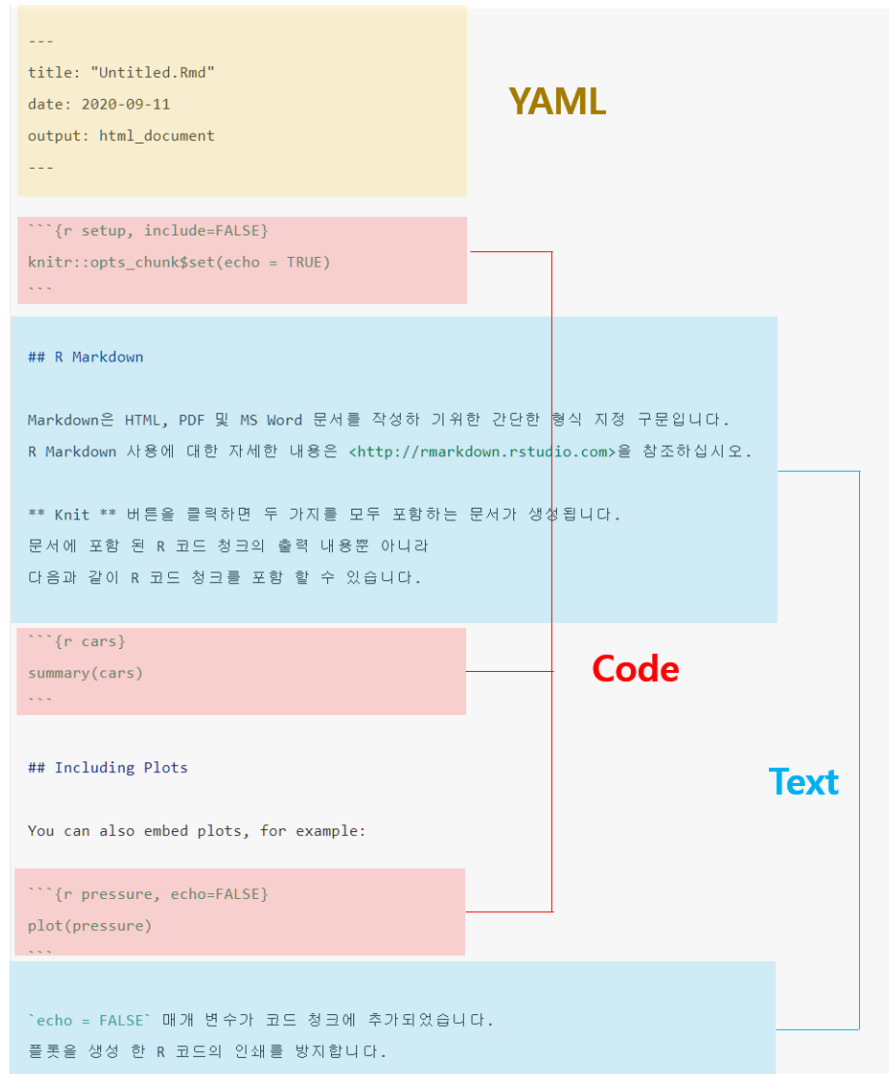 ---
title: "Untitled.Rmd"
date: 2020-09-11
output: html_document
---
YAML
```{r setup, include=FALSE}
knitr::opts_chunk$set(echo = TRUE)
```
## R Markdown
Markdown은 HTML, PDF 및 MS Word 문서를 작성하 기위한 간단한 형식 지정 구문입니다.
R Markdown 사용에 대한 자세한 내용은 <http://rmarkdown.rstudio.com>을 참조하십시오.
** Knit ** 버튼을 클릭하면 두 가지를 모두 포함하는 문서가 생성됩니다.
문서에 포함 된 R 코드 청크의 출력 내용뿐 아니라
다음과 같이 R 코드 청크를 포함 할 수 있습니다.
```{r cars}
summary(cars)
```
Code
## Including Plots
Text
You can also embed plots, for example:
```{r pressure, echo=FALSE}
plot(pressure)
```
`echo = FALSE` 매개 변수가 코드 청크에 추가되었습니다.
플롯을 생성 한 R 코드의 인쇄를 방지합니다.